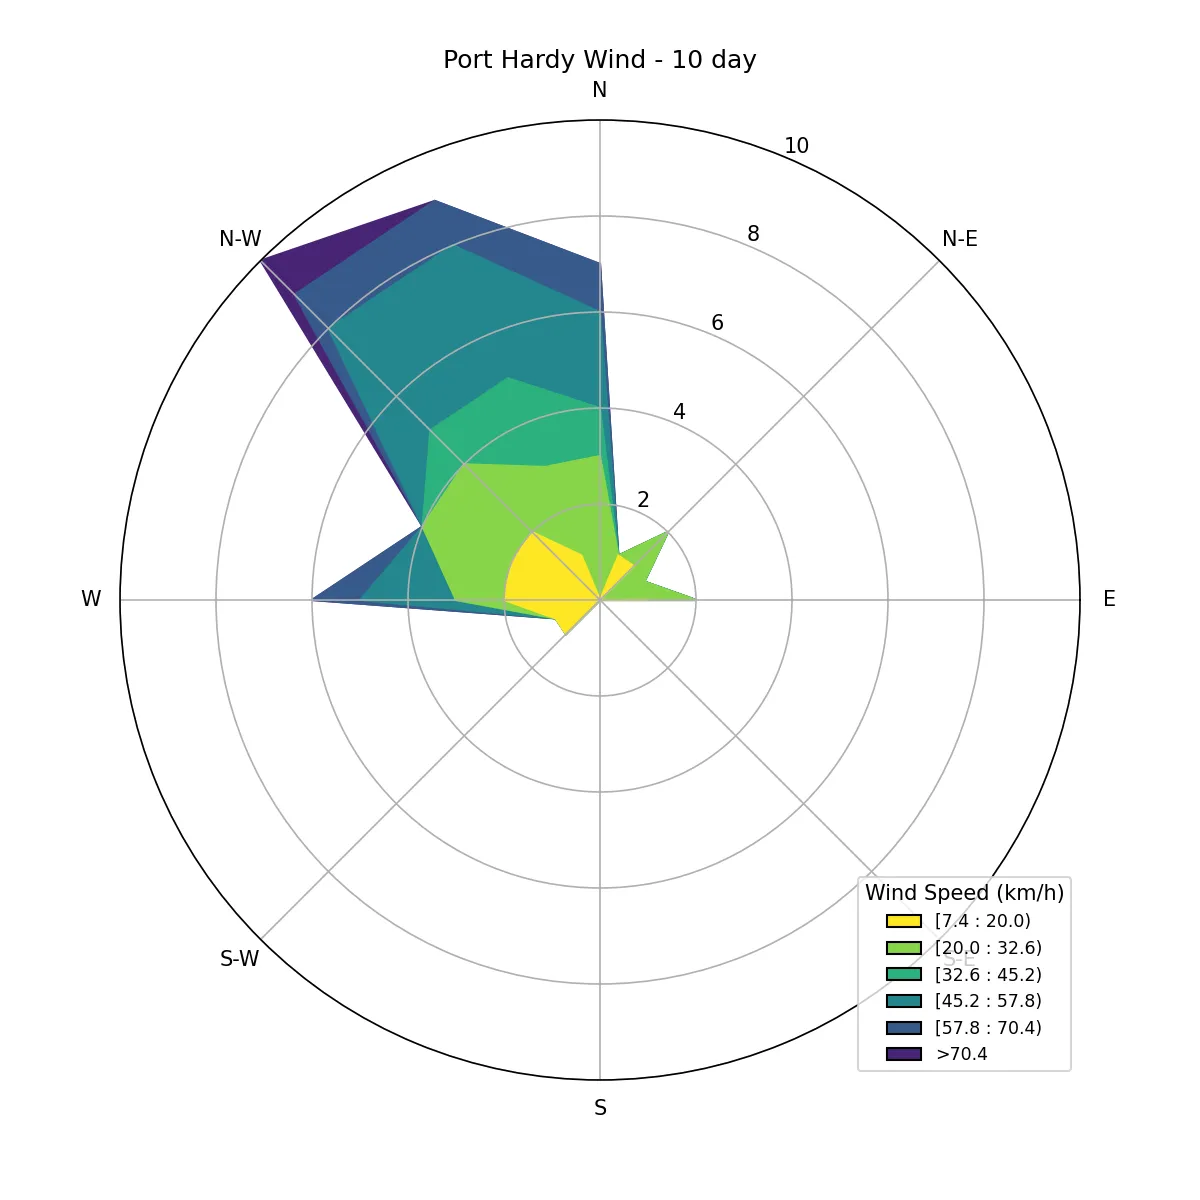 Port Hardy Wind - 10 day
N
10
N-W
8
N-E
6
4
2
W
E
S-W
S-E
S
Wind Speed (km/h)
[7.4 : 20.0)
[20.0 : 32.6)
[32.6 : 45.2)
[45.2 : 57.8)
[57.8 : 70.4)
>70.4